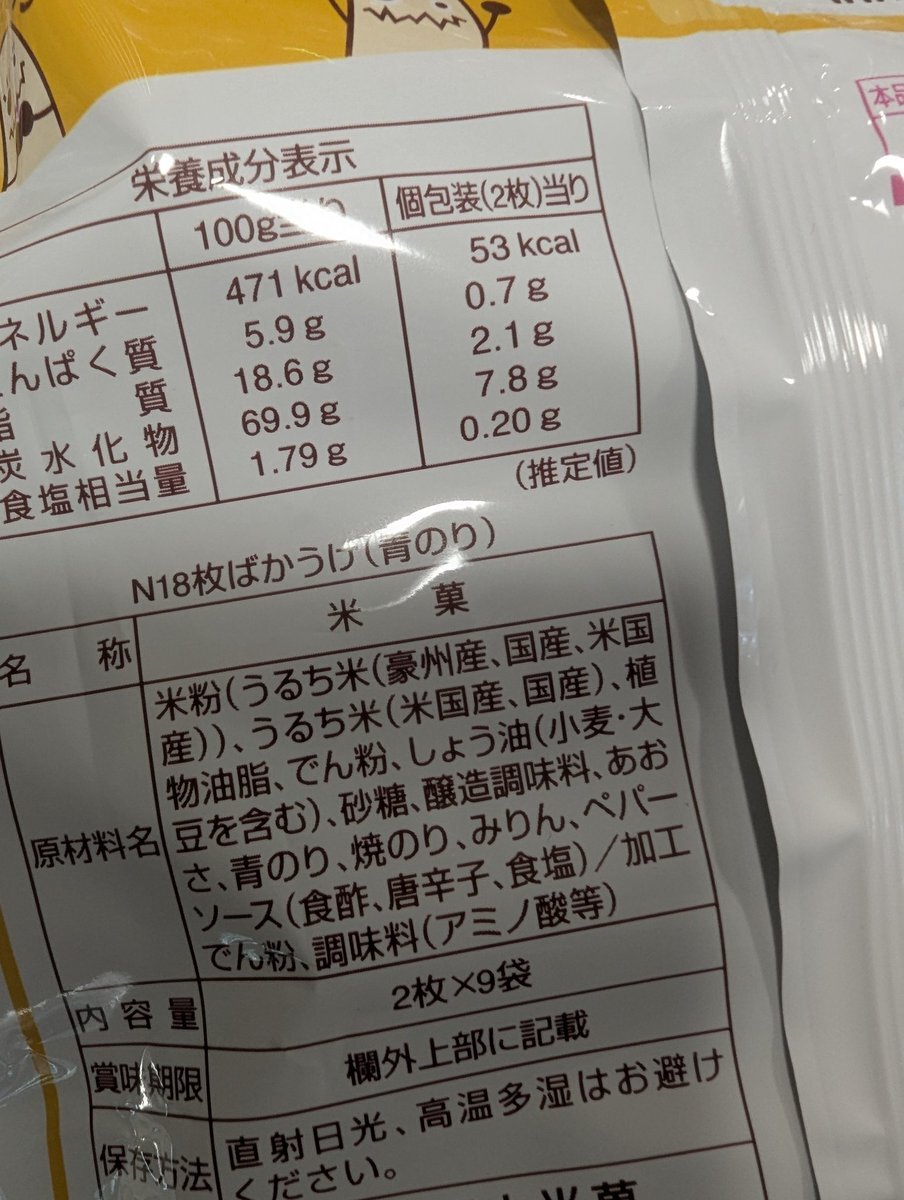 本品
栄養成分表示
100g当り 個包装(2枚)当り
ネルギー 471 kcal 53 kcal
んぱく質 5.9 g 0.7 g
脂質 18.6 g 2.1 g
炭水化物 69.9 g 7.8 g
食塩相当量 1.79 g 0.20 g
(推定値)
N18枚ばかうけ(青のり)
名称 米菓
原材料名 米粉(うるち米(豪州産、国産、米国
産))、うるち米(米国産、国産)、植
物油脂、でん粉、しょう油(小麦・大
豆を含む)、砂糖、醸造調味料、あお
さ、青のり、焼のり、みりん、ペパー
ソース(食酢、唐辛子、食塩)/加工
でん粉、調味料(アミノ酸等)
内容量 2枚×9袋
賞味期限 欄外上部に記載
保存方法 直射日光、高温多湿はお避け
ください。
米菓